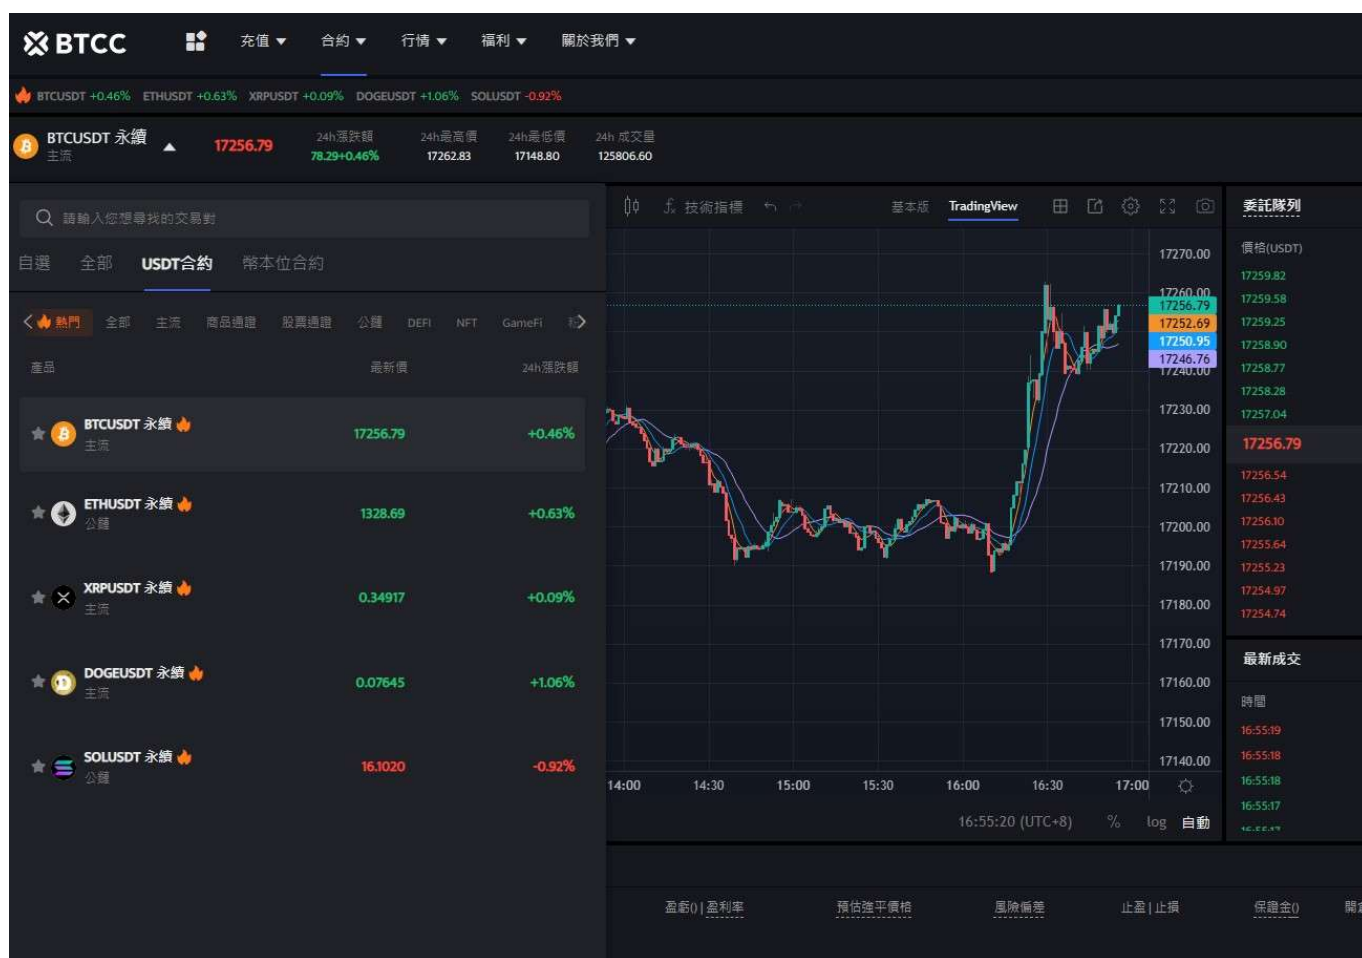 BTCC 充值 合約 行情 福利 關於我們
BTCUSDT +0.46% ETHUSDT +0.63% XRPUSDT +0.09% DOGEUSDT +1.06% SOLUSDT -0.92%
BTCUSDT 永續 17256.79 24h漲跌額 24h最高價 24h最低價 24h 成交量
主流 78.29+0.46% 17262.83 17148.80 125806.60
請輸入您想尋找的交易對
自選 全部 USDT合約 幣本位合約
熱門 全部 主流 商品通證 股票通證 公鏈 DEFI NFT GameFi
產品 最新價 24h漲跌額
BTCUSDT 永續 17256.79 +0.46%
主流
ETHUSDT 永續 1328.69 +0.63%
公鏈
XRPUSDT 永續 0.34917 +0.09%
主流
DOGEUSDT 永續 0.07645 +1.06%
主流
SOLUSDT 永續 16.1020 -0.92%
公鏈
技術指標 基本版 TradingView
17270.00
17260.00
17256.79
17252.69
17250.95
17246.76
17240.00
17230.00
17220.00
17210.00
17200.00
17190.00
17180.00
17170.00
17160.00
17150.00
17140.00
14:00 14:30 15:00 15:30 16:00 16:30 17:00
16:55:20 (UTC+8) % log 自動
委託隊列
價格(USDT)
17259.82
17259.58
17259.25
17258.90
17258.77
17258.28
17257.04
17256.79
17256.54
17256.43
17256.10
17255.64
17255.23
17254.97
17254.74
最新成交
時間
16:55:19
16:55:18
16:55:18
16:55:17
16:55:17
盈虧() | 盈利率 預估強平價格 風險偏差 止盈 | 止損 保證金()